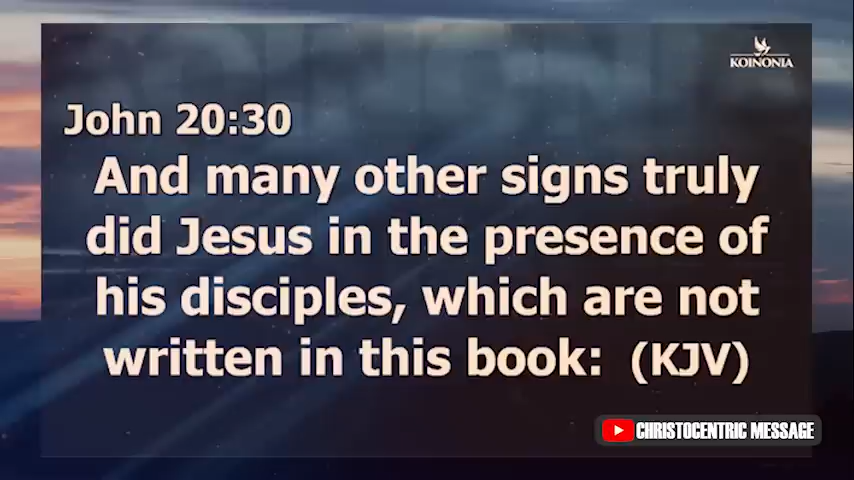 KOINONIA
John 20:30
And many other signs truly
did Jesus in the presence of
his disciples, which are not
written in this book: (KJV)
CHRISTOCENTRIC MESSAGE